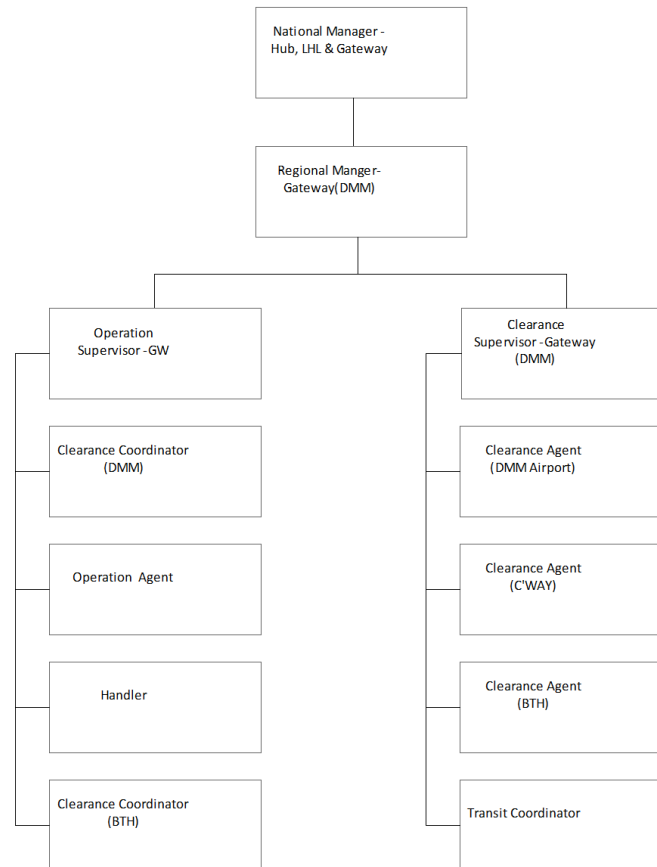 National Manager -
Hub, LHL & Gateway
Regional Manger-
Gateway(DMM)
Operation
Supervisor -GW
Clearance
Supervisor -Gateway
(DMM)
Clearance Coordinator
(DMM)
Clearance Agent
(DMM Airport)
Operation Agent
Clearance Agent
(C'WAY)
Handler
Clearance Agent
(BTH)
Clearance Coordinator
(BTH)
Transit Coordinator